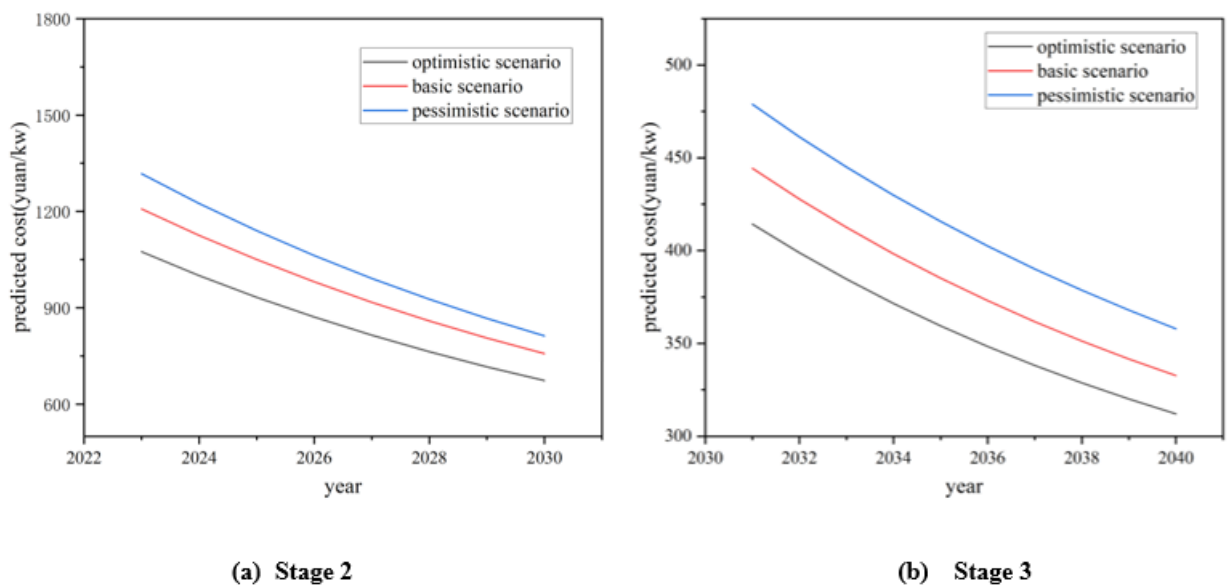 1800
1500
1200
900
600
predicted cost(yuan/kw)
optimistic scenario
basic scenario
pessimistic scenario
2022
2024
2026
2028
2030
year
(a) Stage 2
500
450
400
350
300
predicted cost(yuan/kw)
optimistic scenario
basic scenario
pessimistic scenario
2030
2032
2034
2036
2038
2040
year
(b) Stage 3